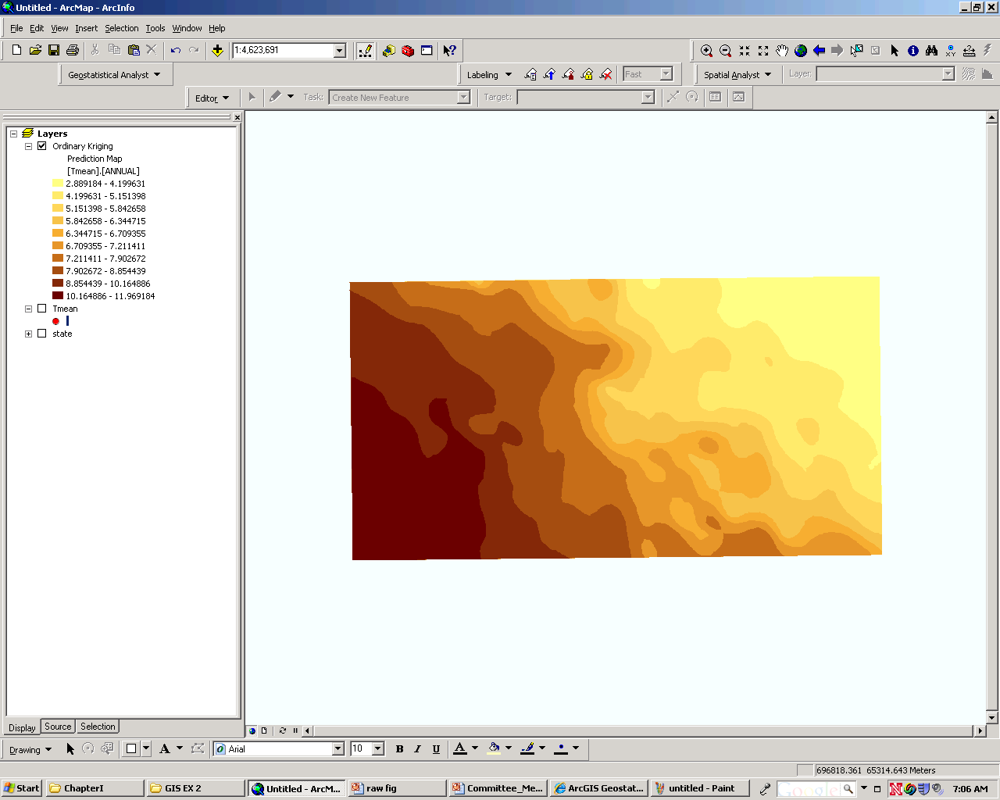 Untitled - ArcMap - ArcInfo
File Edit View Insert Selection Tools Window Help
1:4,623,691
Geostatistical Analyst Labeling Fast Spatial Analyst Layer:
Editor Task: Create New Feature Target:
Layers
Ordinary Kriging
Prediction Map
[Tmean].[ANNUAL]
2.889184 - 4.199631
4.199631 - 5.151398
5.151398 - 5.842658
5.842658 - 6.344715
6.344715 - 6.709355
6.709355 - 7.211411
7.211411 - 7.902672
7.902672 - 8.854439
8.854439 - 10.164886
10.164886 - 11.969184
Tmean
state
Display Source Selection
Drawing A Arial 10 B I U A
696818.361 65314.643 Meters
Start ChapterI GIS EX 2 Untitled - ArcM... raw fig Committee_Me... ArcGIS Geostat... untitled - Paint Google 7:06 AM